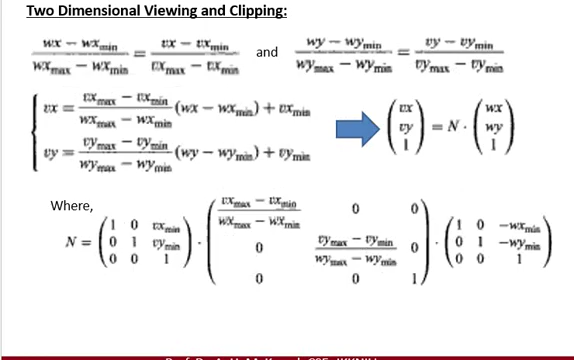 Two Dimensional Viewing and Clipping:
(wx − wx_min) / (wx_max − wx_min) = (vx − vx_min) / (vx_max − vx_min) and (wy − wy_min) / (wy_max − wy_min) = (vy − vy_min) / (vy_max − vy_min)
{ vx = (vx_max − vx_min) / (wx_max − wx_min) (wx − wx_min) + vx_min
vy = (vy_max − vy_min) / (wy_max − wy_min) (wy − wy_min) + vy_min
(vx vy 1) = N · (wx wy 1)
Where,
N = (1 0 vx_min; 0 1 vy_min; 0 0 1) · ((vx_max − vx_min) / (wx_max − wx_min) 0 0; 0 (vy_max − vy_min) / (wy_max − wy_min) 0; 0 0 1) · (1 0 −wx_min; 0 1 −wy_min; 0 0 1)